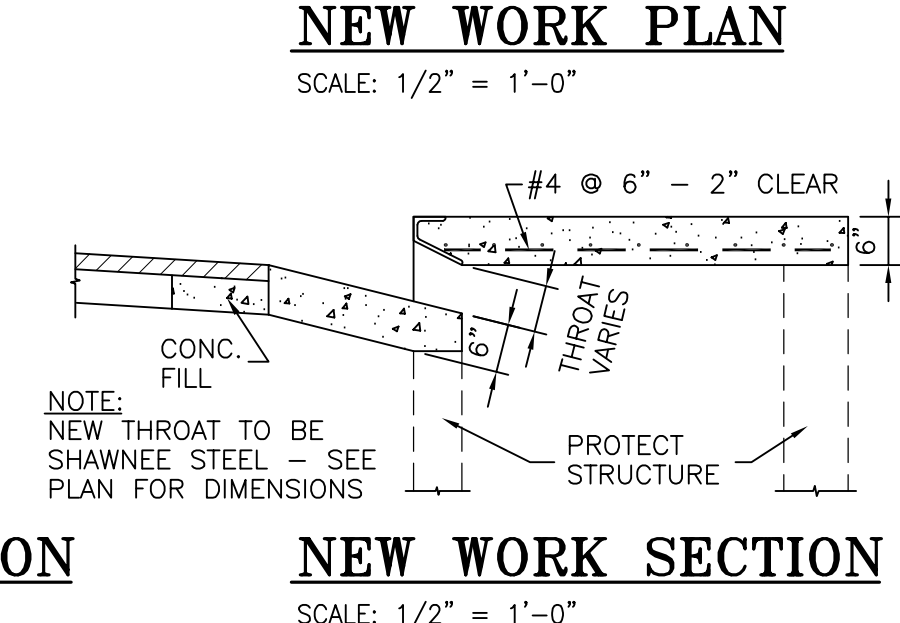 NEW WORK PLAN
SCALE: 1/2" = 1'-0"
#4 @ 6" - 2" CLEAR
6"
THROAT
VARIES
6"
CONC.
FILL
NOTE:
NEW THROAT TO BE
SHAWNEE STEEL - SEE
PLAN FOR DIMENSIONS
PROTECT
STRUCTURE
ON
NEW WORK SECTION
SCALE: 1/2" = 1'-0"